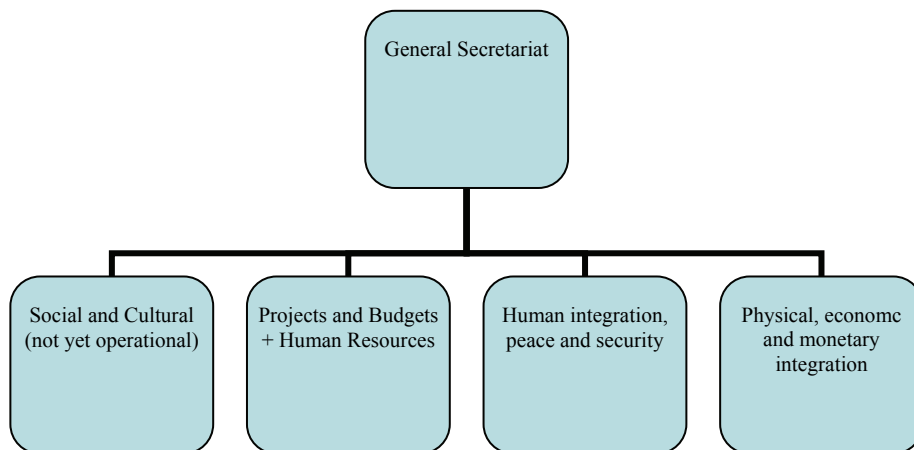 General Secretariat
Social and Cultural
(not yet operational)
Projects and Budgets
+ Human Resources
Human integration,
peace and security
Physical, economc
and monetary
integration